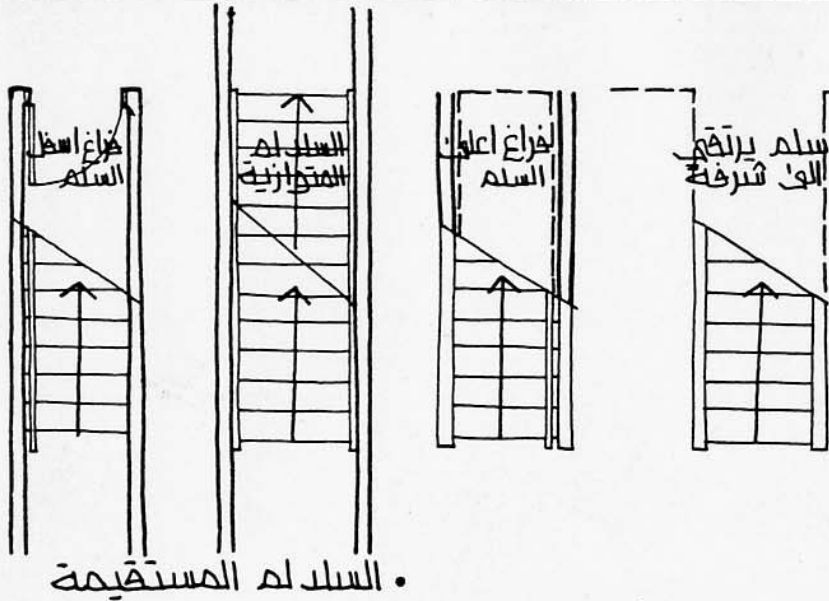 سلم يرتقي
الى شرفة
فراغ اعلى
السلم
السلالم
المتوازية
فراغ اسفل
السلم
• السلالم المستقيمة